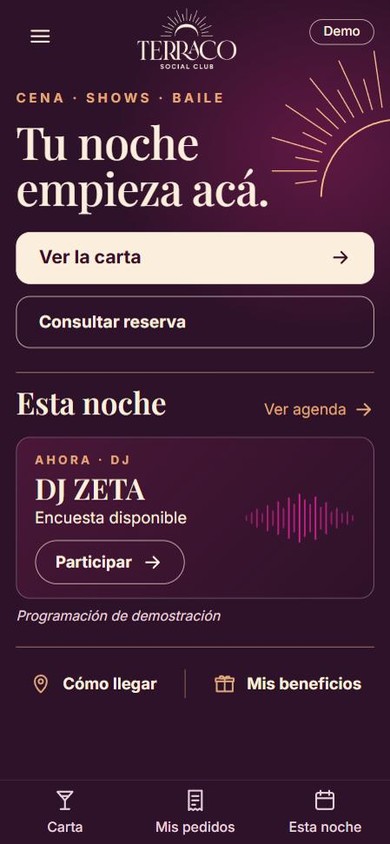 TERRACO
SOCIAL CLUB
Demo
CENA · SHOWS · BAILE
Tu noche
empieza acá.
Ver la carta
Consultar reserva
Esta noche
Ver agenda
AHORA · DJ
DJ ZETA
Encuesta disponible
Participar
Programación de demostración
Cómo llegar
Mis beneficios
Carta
Mis pedidos
Esta noche